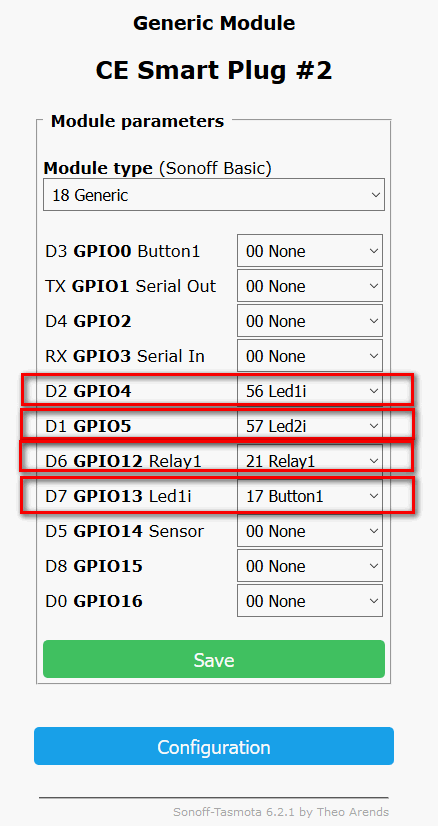 Generic Module
CE Smart Plug #2
Module parameters
Module type (Sonoff Basic)
18 Generic
D3 GPIO0 Button1 00 None
TX GPIO1 Serial Out 00 None
D4 GPIO2 00 None
RX GPIO3 Serial In 00 None
D2 GPIO4 56 Led1i
D1 GPIO5 57 Led2i
D6 GPIO12 Relay1 21 Relay1
D7 GPIO13 Led1i 17 Button1
D5 GPIO14 Sensor 00 None
D8 GPIO15 00 None
D0 GPIO16 00 None
Save
Configuration
Sonoff-Tasmota 6.2.1 by Theo Arends